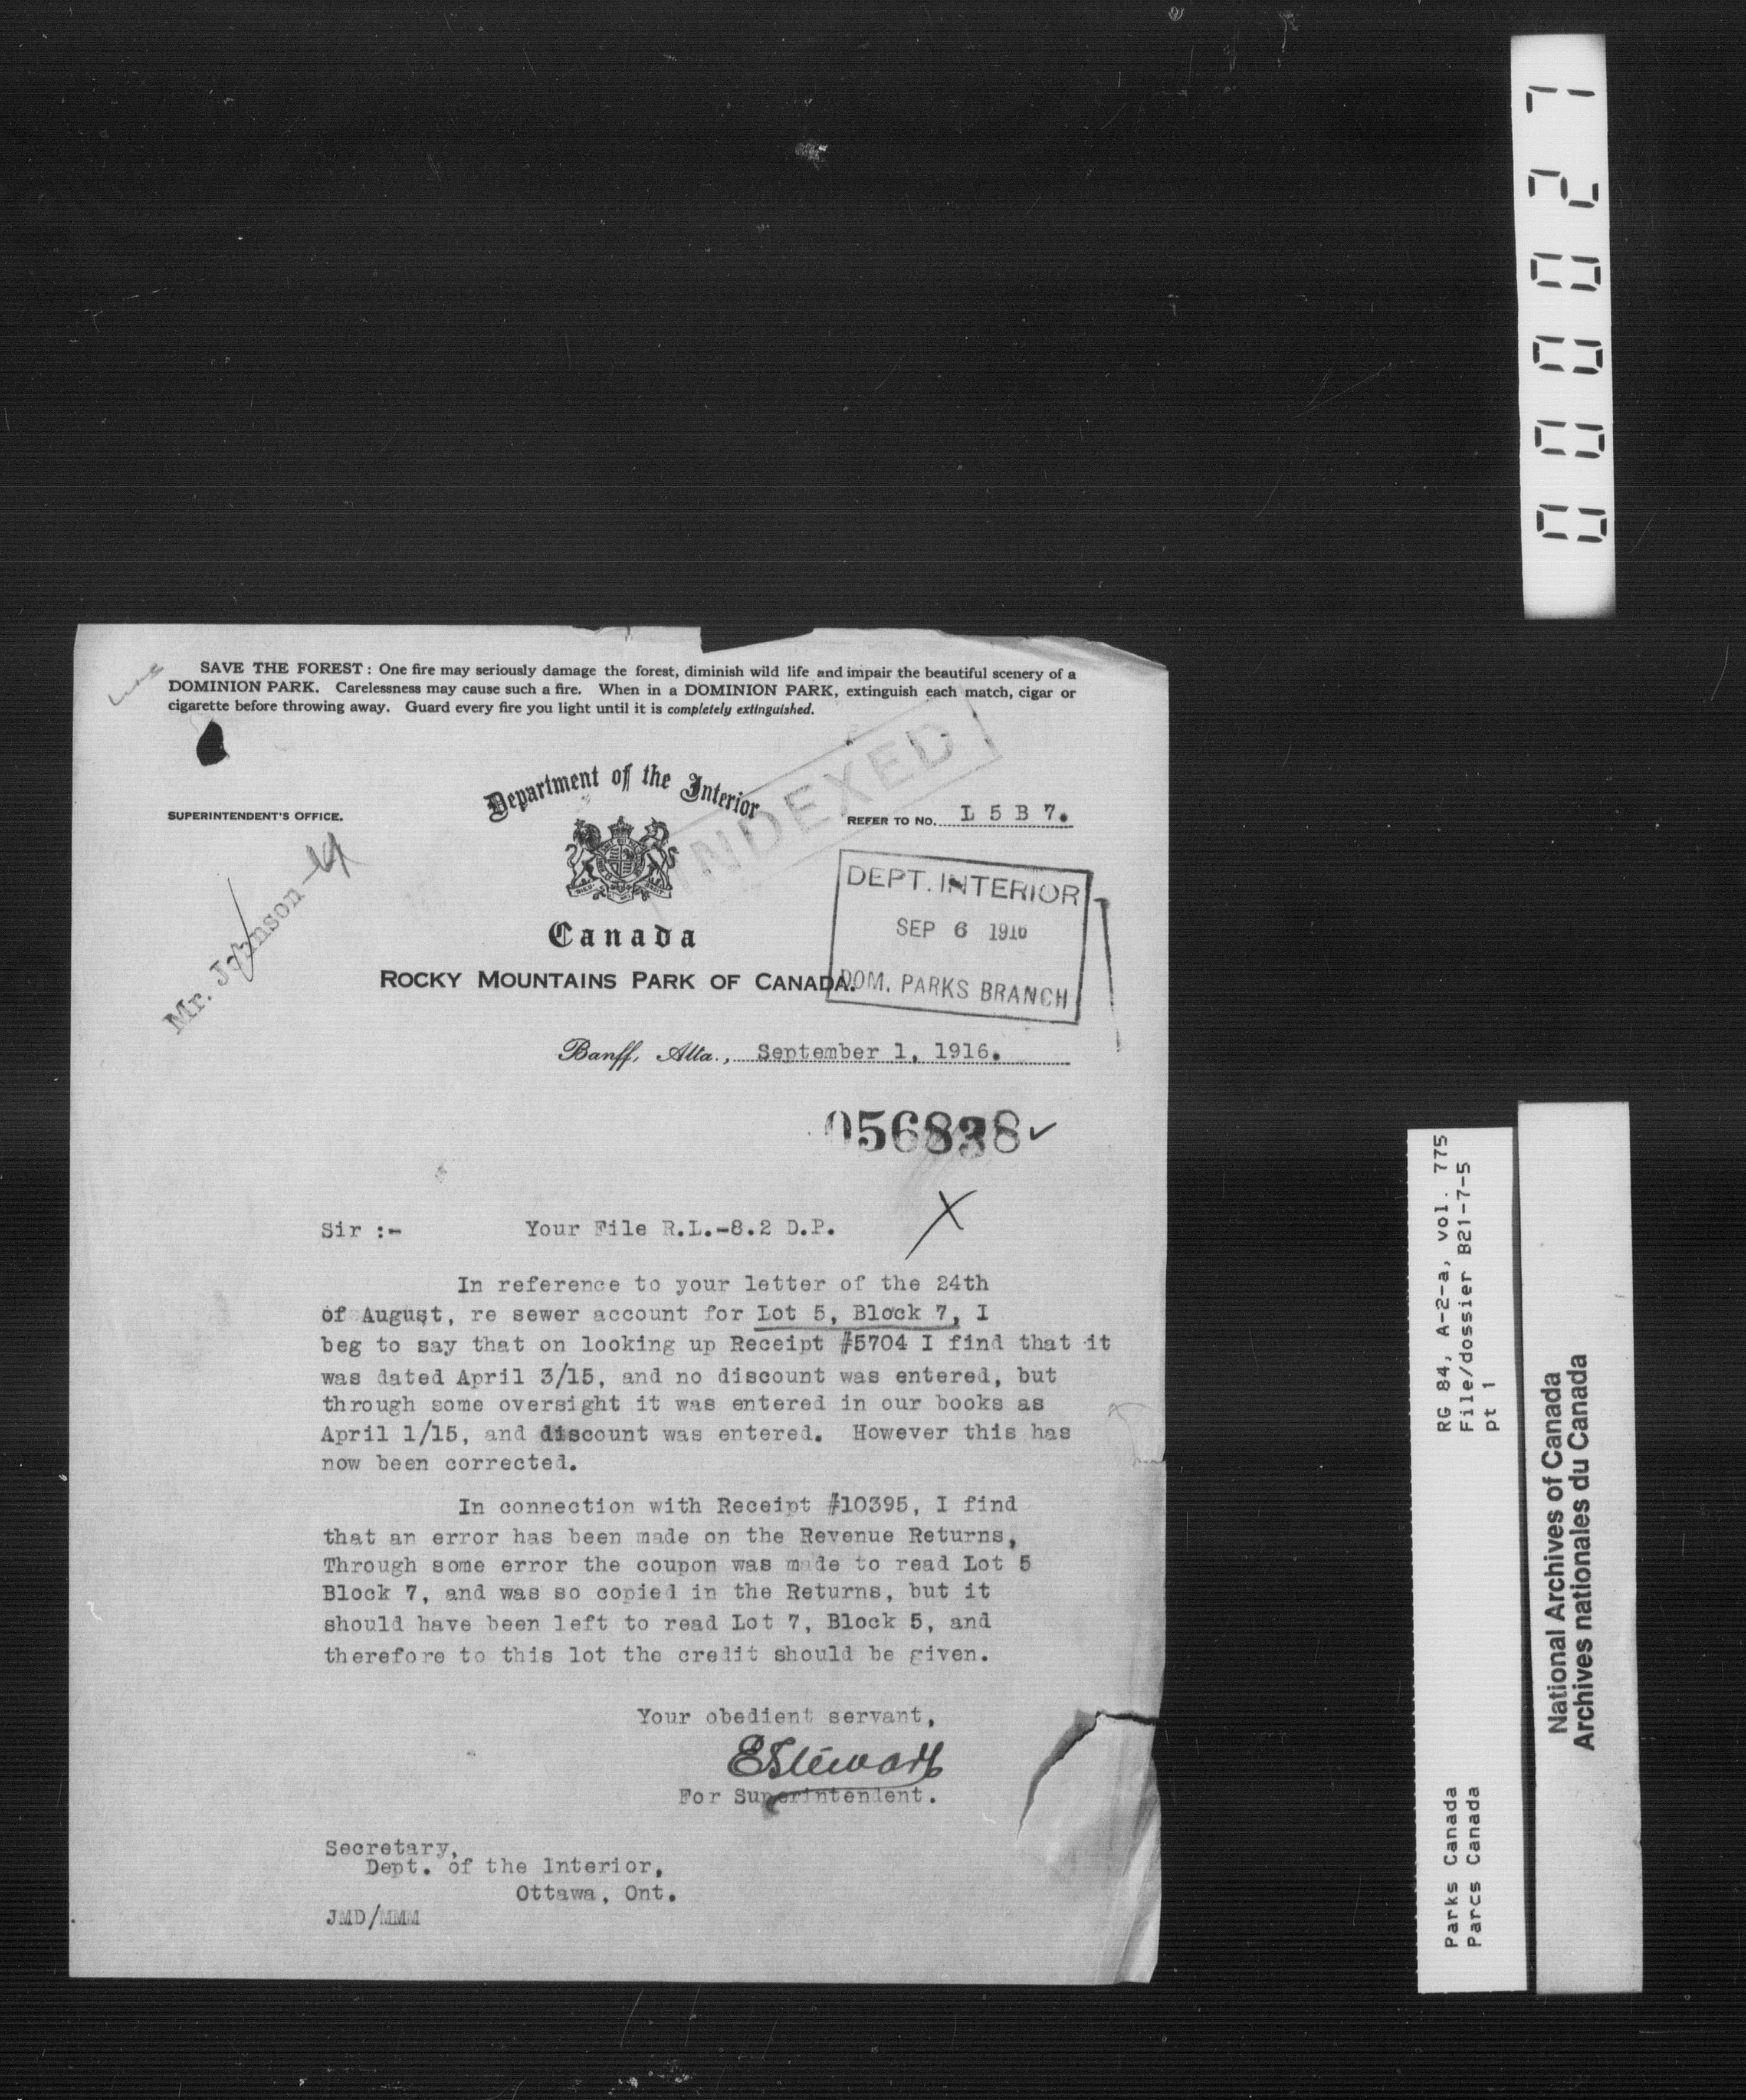 000027
SAVE THE FOREST : One fire may seriously damage the forest, diminish wild life and impair the beautiful scenery of a
DOMINION PARK. Carelessness may cause such a fire. When in a DOMINION PARK, extinguish each match, cigar or
cigarette before throwing away. Guard every fire you light until it is completely extinguished.
INDEXED
Department of the Interior
SUPERINTENDENT'S OFFICE.
REFER TO NO. L 5 B 7.
Mr. Johnson
DEPT. INTERIOR
SEP 6 1916
DOM. PARKS BRANCH
Canada
ROCKY MOUNTAINS PARK OF CANADA.
Banff, Alta., September 1, 1916.
056838 ✓
Sir :- Your File R.L.-8.2 D.P. X
In reference to your letter of the 24th
of August, re sewer account for Lot 5, Block 7, I
beg to say that on looking up Receipt #5704 I find that it
was dated April 3/15, and no discount was entered, but
through some oversight it was entered in our books as
April 1/15, and discount was entered. However this has
now been corrected.
In connection with Receipt #10395, I find
that an error has been made on the Revenue Returns,
Through some error the coupon was made to read Lot 5
Block 7, and was so copied in the Returns, but it
should have been left to read Lot 7, Block 5, and
therefore to this lot the credit should be given.
Your obedient servant,
EStewart
For Superintendent.
Secretary,
Dept. of the Interior,
Ottawa, Ont.
JMD/MMM
RG 84, A-2-a, vol. 775
File/dossier B21-7-5
pt 1
Parks Canada
Parcs Canada
National Archives of Canada
Archives nationales du Canada